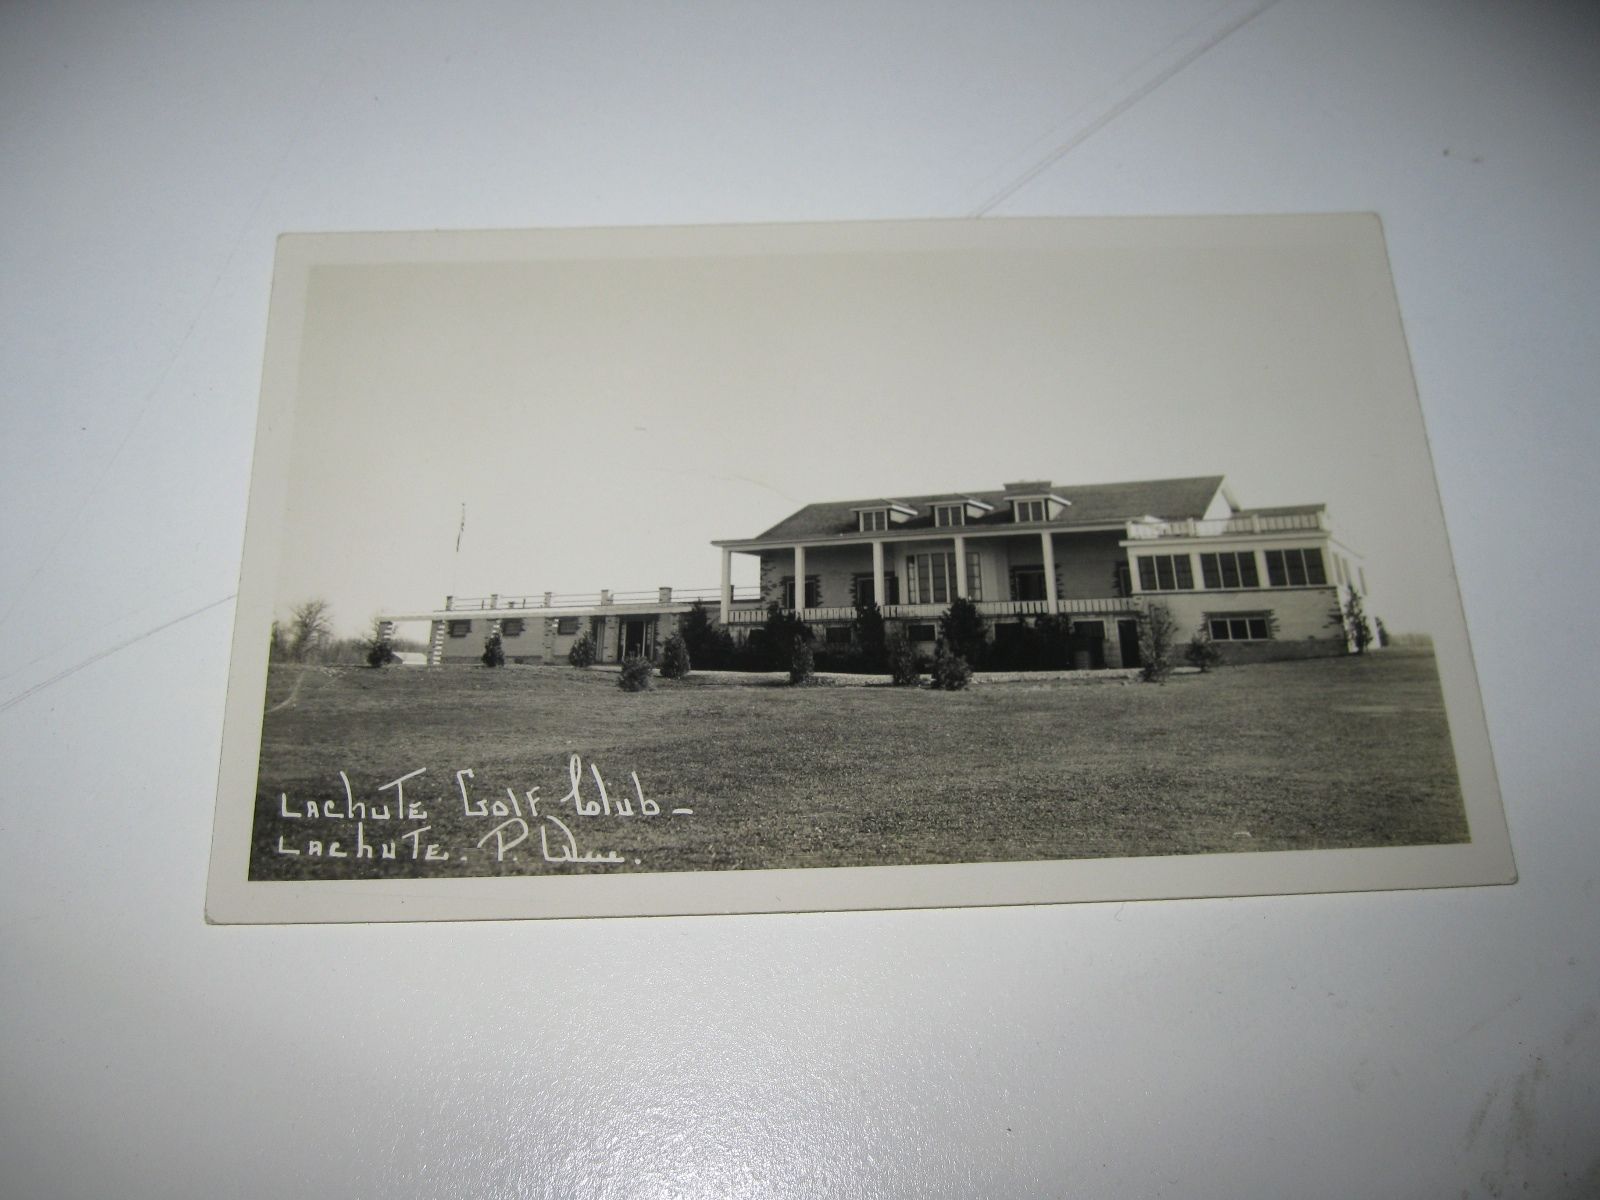 LAchuTE GolF Club-
LAchuTE. P. Que.